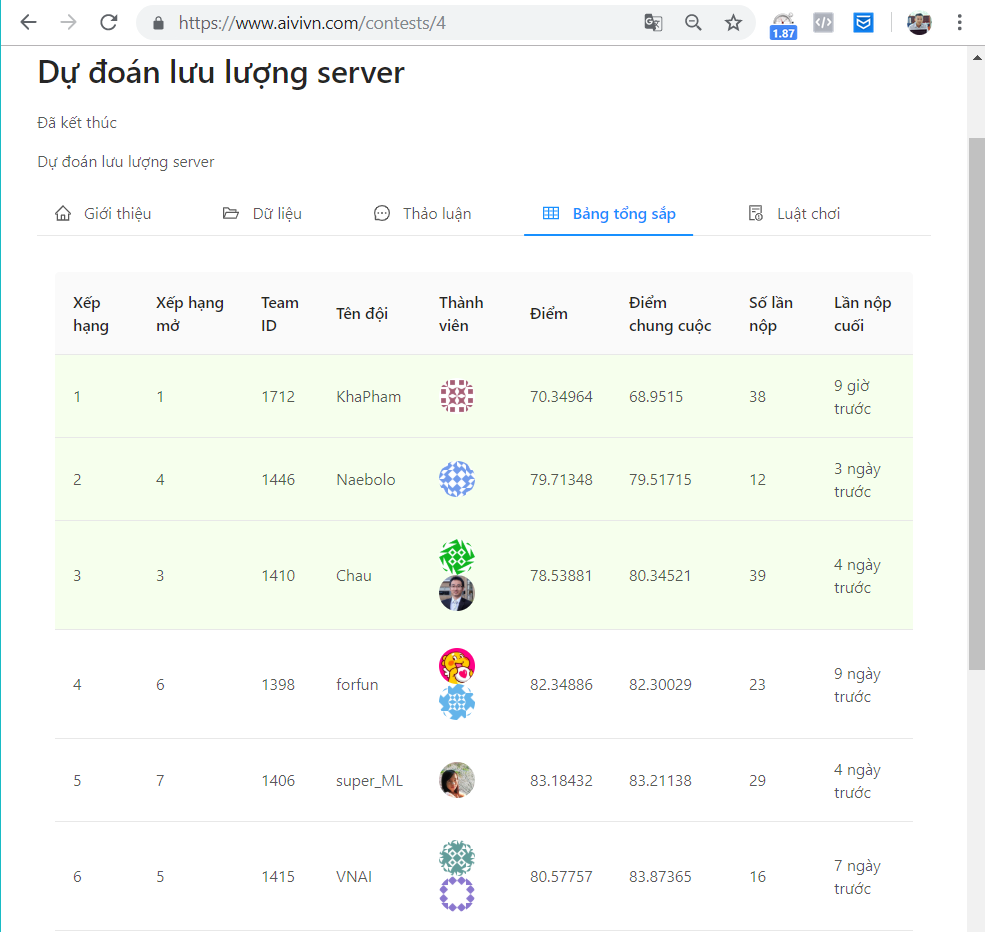 https://www.aivivn.com/contests/4
1.87
Dự đoán lưu lượng server
Đã kết thúc
Dự đoán lưu lượng server
Giới thiệu Dữ liệu Thảo luận Bảng tổng sắp Luật chơi
Xếp hạng Xếp hạng mở Team ID Tên đội Thành viên Điểm Điểm chung cuộc Số lần nộp Lần nộp cuối
1 1 1712 KhaPham 70.34964 68.9515 38 9 giờ trước
2 4 1446 Naebolo 79.71348 79.51715 12 3 ngày trước
3 3 1410 Chau 78.53881 80.34521 39 4 ngày trước
4 6 1398 forfun 82.34886 82.30029 23 9 ngày trước
5 7 1406 super_ML 83.18432 83.21138 29 4 ngày trước
6 5 1415 VNAI 80.57757 83.87365 16 7 ngày trước